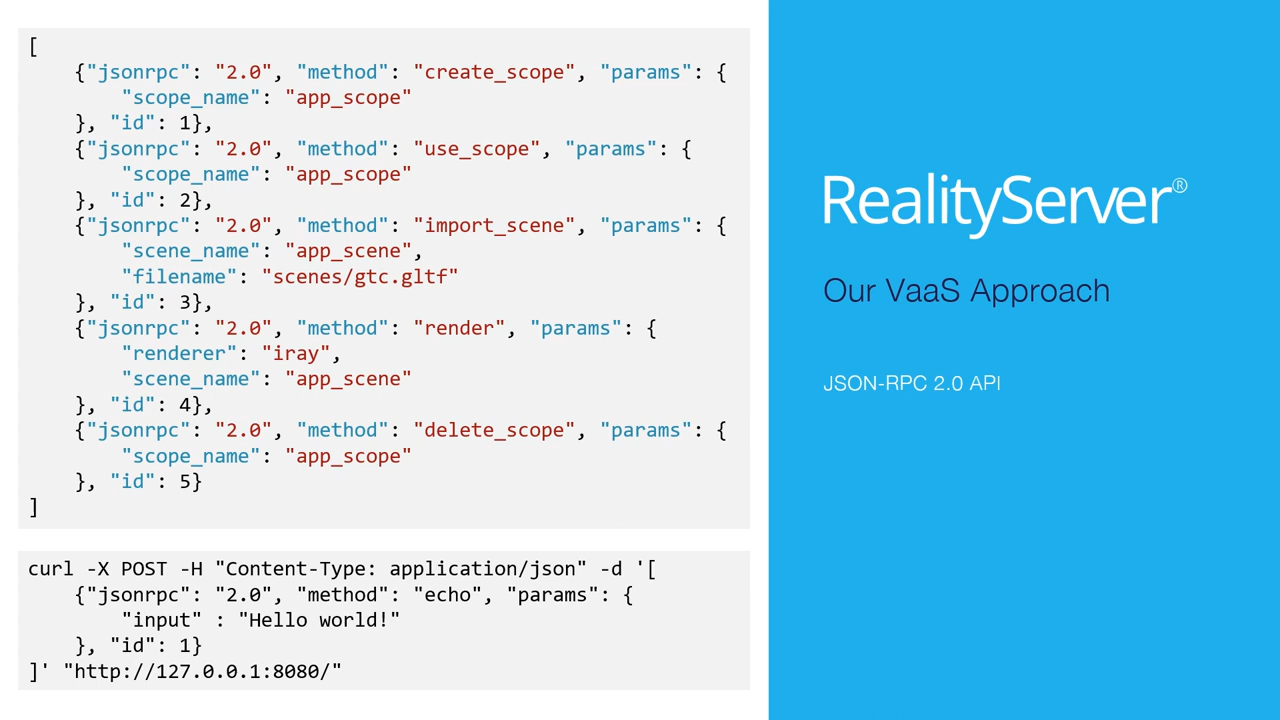 [
    {"jsonrpc": "2.0", "method": "create_scope", "params": {
        "scope_name": "app_scope"
    }, "id": 1},
    {"jsonrpc": "2.0", "method": "use_scope", "params": {
        "scope_name": "app_scope"
    }, "id": 2},
    {"jsonrpc": "2.0", "method": "import_scene", "params": {
        "scene_name": "app_scene",
        "filename": "scenes/gtc.gltf"
    }, "id": 3},
    {"jsonrpc": "2.0", "method": "render", "params": {
        "renderer": "iray",
        "scene_name": "app_scene"
    }, "id": 4},
    {"jsonrpc": "2.0", "method": "delete_scope", "params": {
        "scope_name": "app_scope"
    }, "id": 5}
]
curl -X POST -H "Content-Type: application/json" -d '[
    {"jsonrpc": "2.0", "method": "echo", "params": {
        "input" : "Hello world!"
    }, "id": 1}
]' "http://127.0.0.1:8080/"
RealityServer®
Our VaaS Approach
JSON-RPC 2.0 API